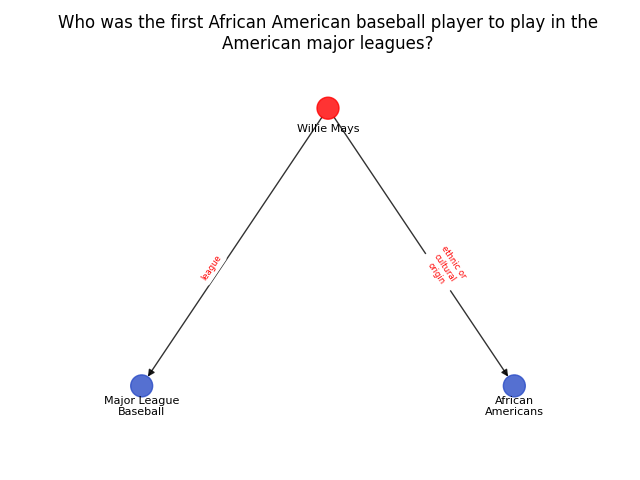 Who was the first African American baseball player to play in the
American major leagues?
Willie Mays
league
ethnic or
cultural
origin
Major League
Baseball
African
Americans